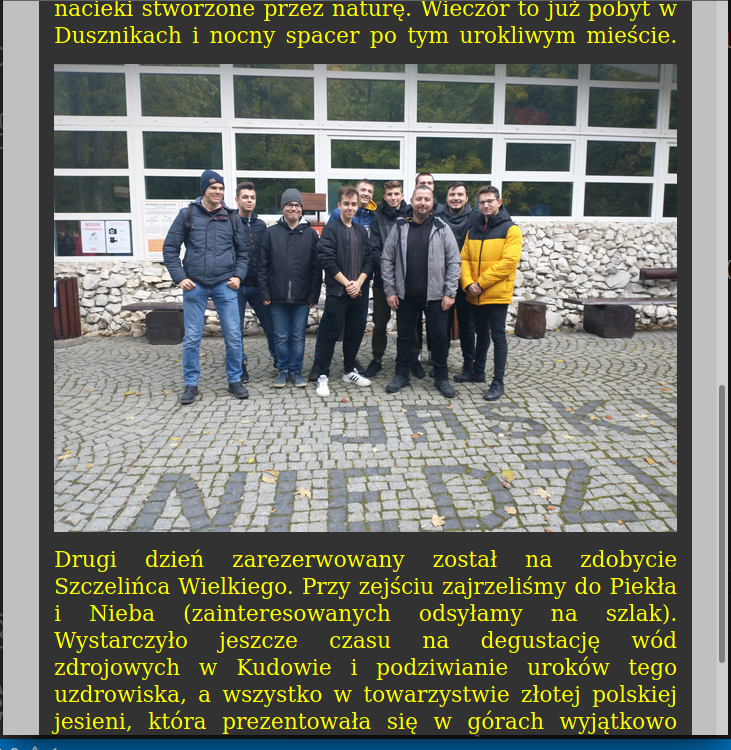 nacieki stworzone przez naturę. Wieczór to już pobyt w
Dusznikach i nocny spacer po tym urokliwym mieście.
JASKI
NIEDZ
Drugi dzień zarezerwowany został na zdobycie
Szczelińca Wielkiego. Przy zejściu zajrzeliśmy do Piekła
i Nieba (zainteresowanych odsyłamy na szlak).
Wystarczyło jeszcze czasu na degustację wód
zdrojowych w Kudowie i podziwianie uroków tego
uzdrowiska, a wszystko w towarzystwie złotej polskiej
jesieni, która prezentowała się w górach wyjątkowo